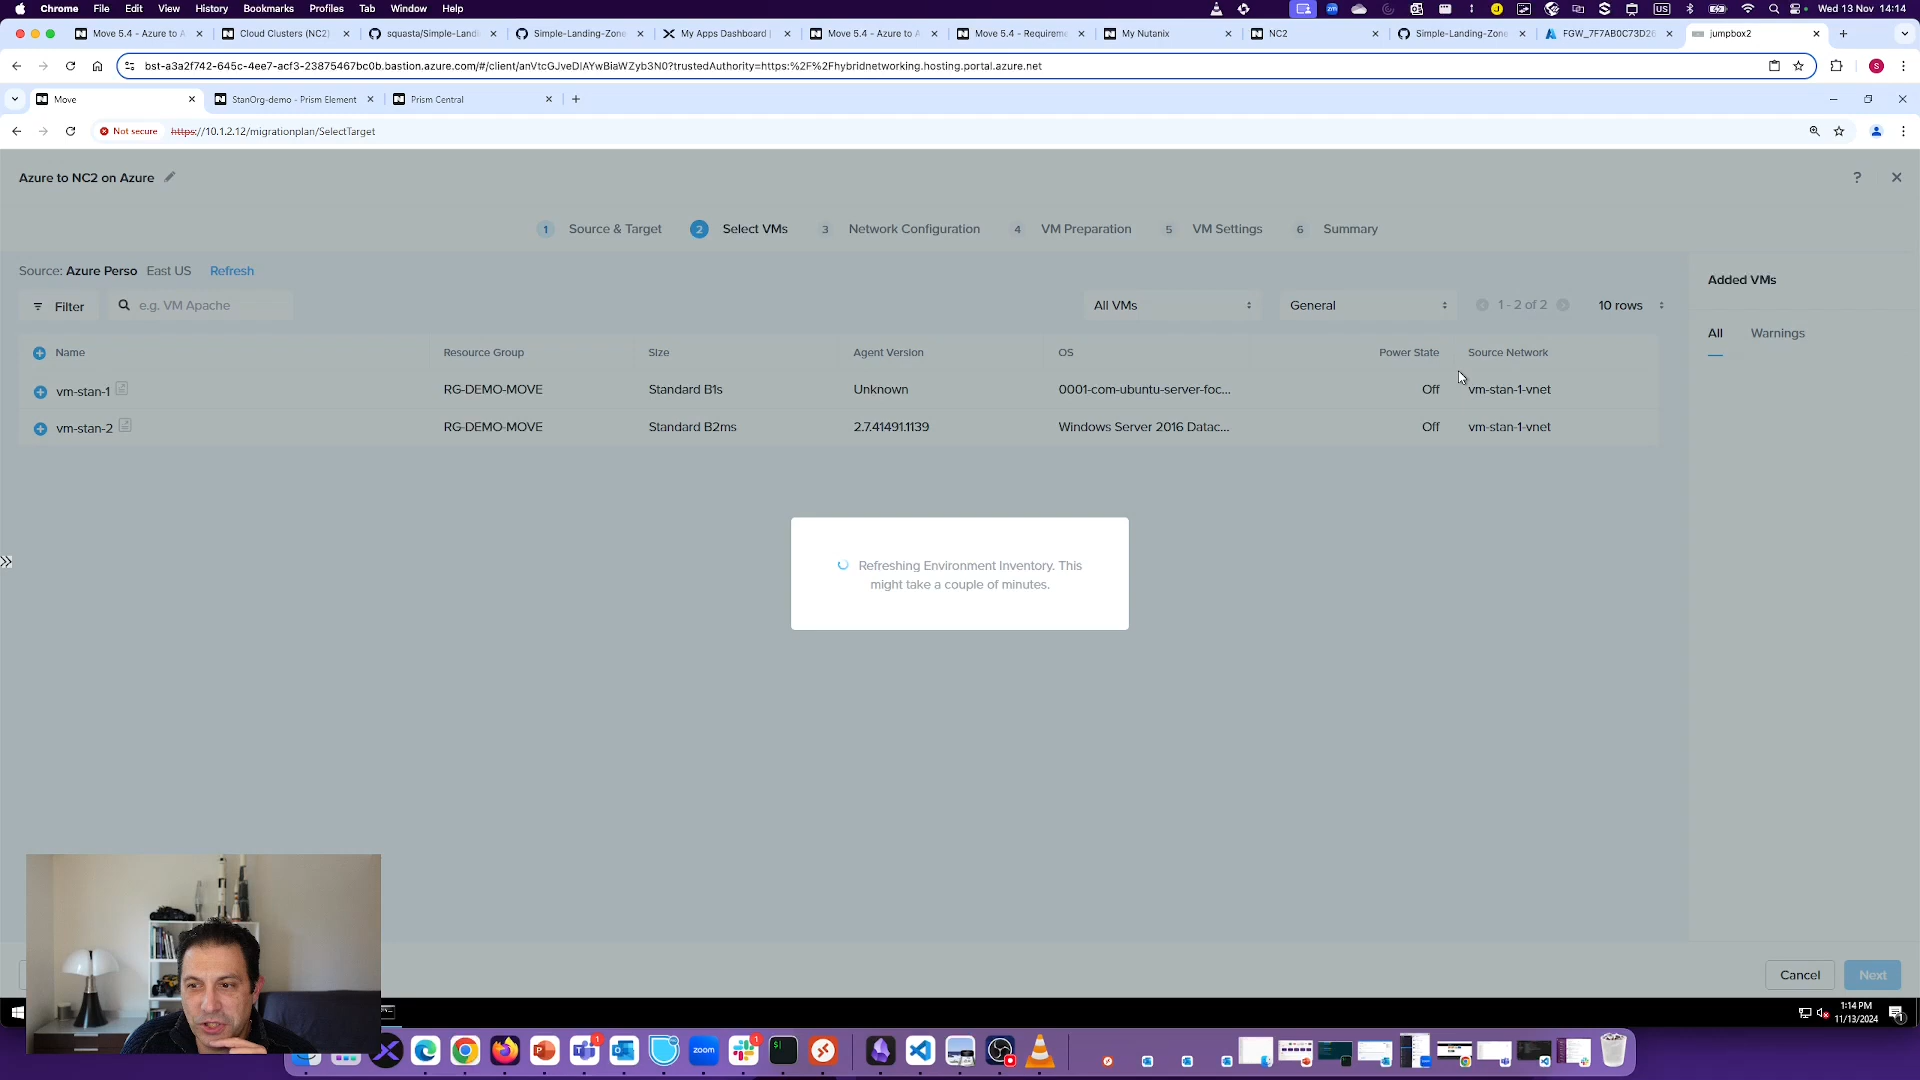 Chrome File Edit View History Bookmarks Profiles Tab Window Help US Wed 13 Nov 14:14
Move 5.4 - Azure to A Cloud Clusters (NC2) squasta/Simple-Landi Simple-Landing-Zone My Apps Dashboard | Move 5.4 - Azure to A Move 5.4 - Requireme My Nutanix NC2 Simple-Landing-Zone FGW_7F7AB0C73D26 jumpbox2
bst-a3a2f742-645c-4ee7-acf3-23875467bc0b.bastion.azure.com/#/client/anVtcGJveDIAYwBiaWZyb3N0?trustedAuthority=https:%2F%2Fhybridnetworking.hosting.portal.azure.net
Move StanOrg-demo - Prism Element Prism Central
Not secure https://10.1.2.12/migrationplan/SelectTarget
Azure to NC2 on Azure
1 Source & Target 2 Select VMs 3 Network Configuration 4 VM Preparation 5 VM Settings 6 Summary
Source: Azure Perso East US Refresh
Added VMs
Filter e.g. VM Apache All VMs General 1 - 2 of 2 10 rows
All Warnings
Name Resource Group Size Agent Version OS Power State Source Network
vm-stan-1 RG-DEMO-MOVE Standard B1s Unknown 0001-com-ubuntu-server-foc... Off vm-stan-1-vnet
vm-stan-2 RG-DEMO-MOVE Standard B2ms 2.7.41491.1139 Windows Server 2016 Datac... Off vm-stan-1-vnet
Refreshing Environment Inventory. This
might take a couple of minutes.
Cancel Next
1:14 PM
11/13/2024
zoom